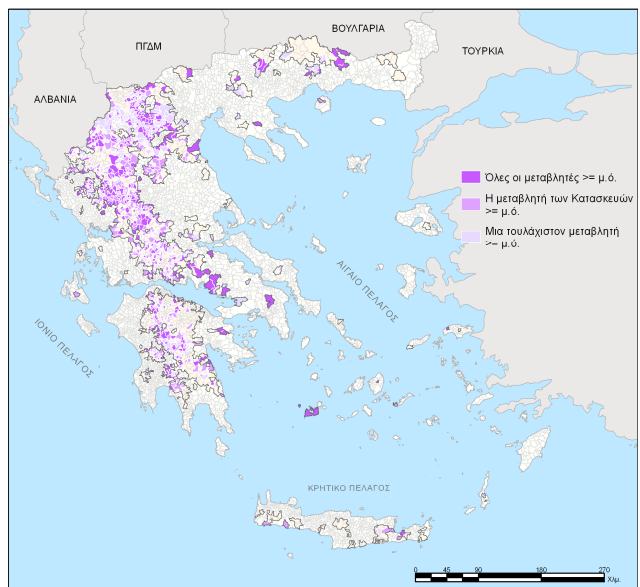 ΒΟΥΛΓΑΡΙΑ
ΠΓΔΜ
ΤΟΥΡΚΙΑ
ΑΛΒΑΝΙΑ
Όλες οι μεταβλητές >= μ.ό.
Η μεταβλητή των Κατασκευών
>= μ.ό.
Μια τουλάχιστον μεταβλητή
>= μ.ό.
ΑΙΓΑΙΟ ΠΕΛΑΓΟΣ
ΙΟΝΙΟ ΠΕΛΑΓΟΣ
ΚΡΗΤΙΚΟ ΠΕΛΑΓΟΣ
0 45 90 180 270
Χλμ.